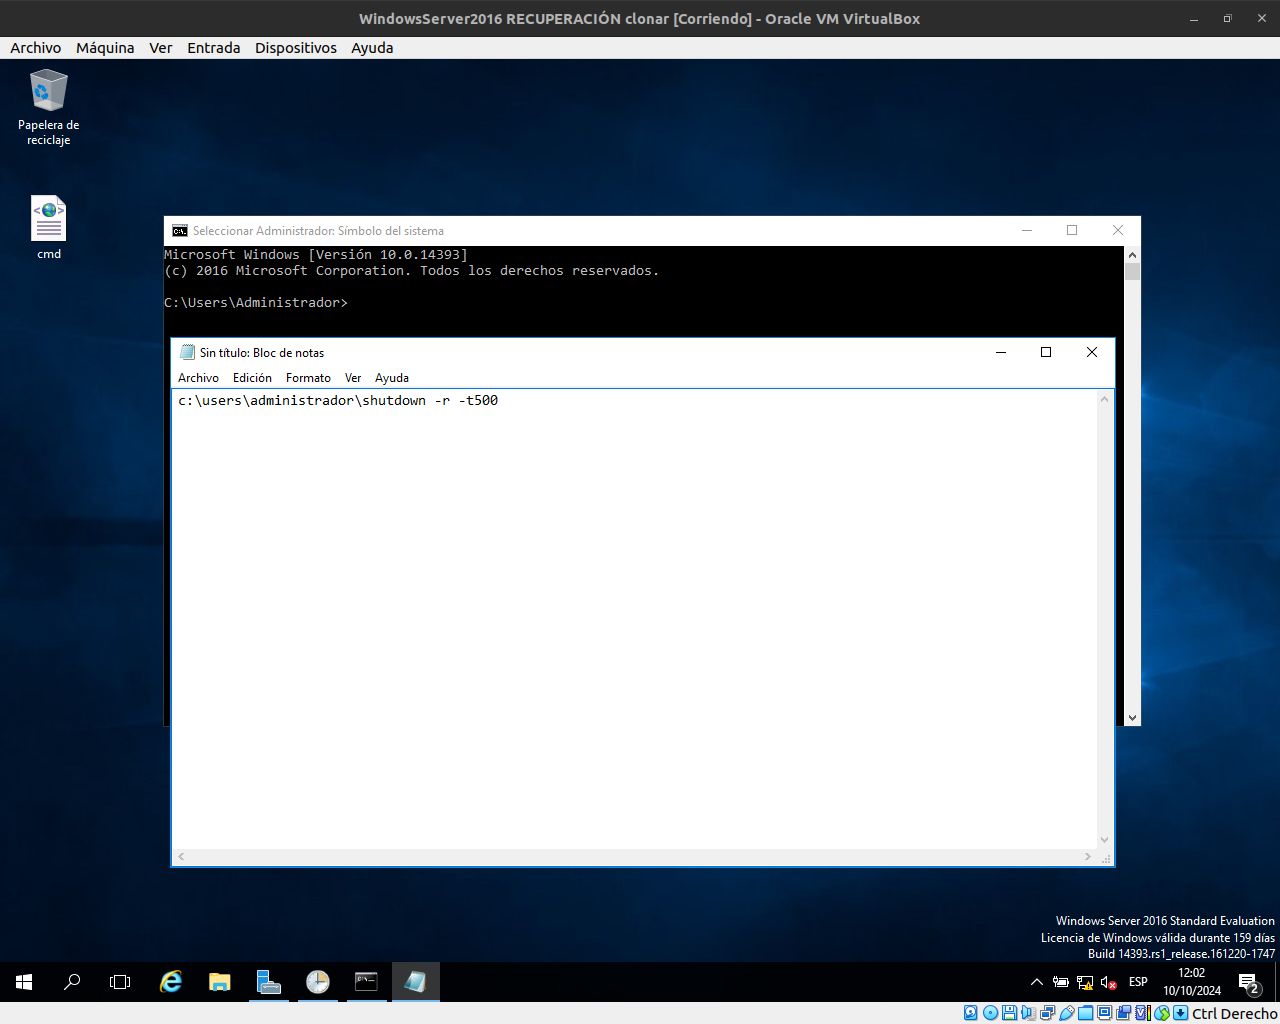 WindowsServer2016 RECUPERACIÓN clonar [Corriendo] - Oracle VM VirtualBox
Archivo Máquina Ver Entrada Dispositivos Ayuda
Papelera de
reciclaje
cmd
Seleccionar Administrador: Símbolo del sistema
Microsoft Windows [Versión 10.0.14393]
(c) 2016 Microsoft Corporation. Todos los derechos reservados.
C:\Users\Administrador>
Sin título: Bloc de notas
Archivo Edición Formato Ver Ayuda
c:\users\administrador\shutdown -r -t500
Windows Server 2016 Standard Evaluation
Licencia de Windows válida durante 159 días
Build 14393.rs1_release.161220-1747
ESP
12:02
10/10/2024
2
Ctrl Derecho